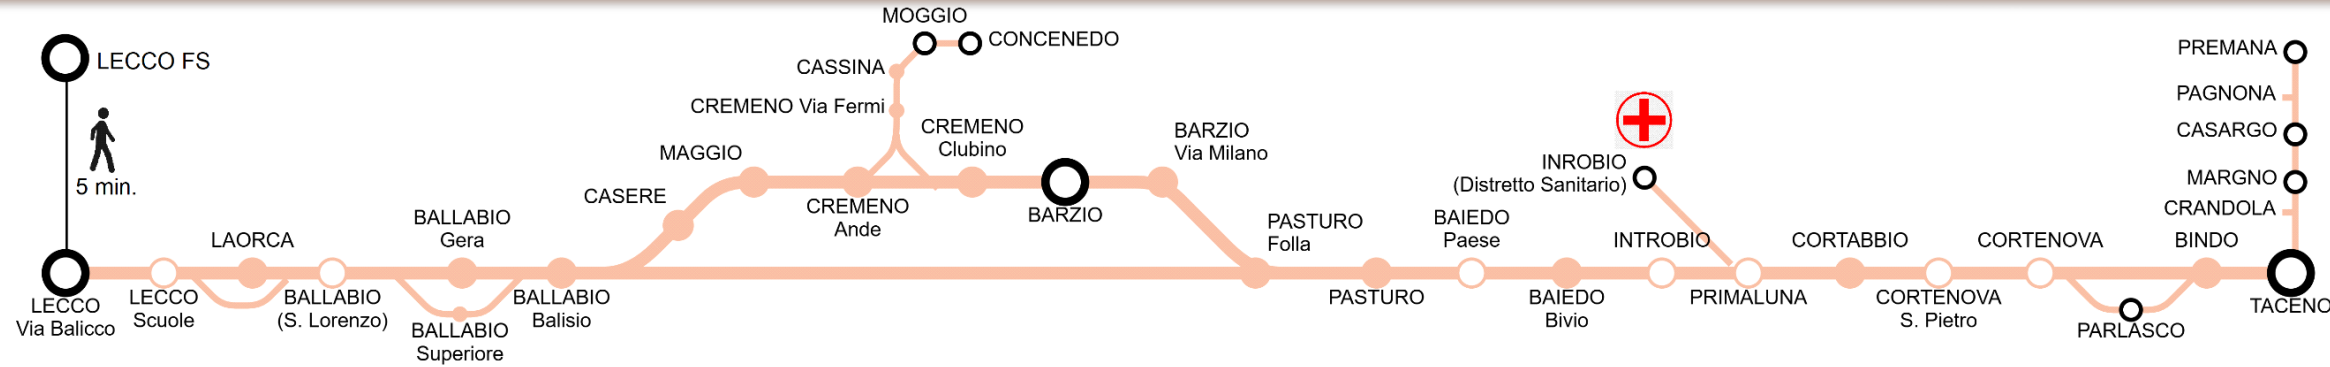 LECCO FS
5 min.
LECCO
Via Balicco
LECCO
Scuole
LAORCA
BALLABIO
(S. Lorenzo)
BALLABIO
Gera
BALLABIO
Superiore
BALLABIO
Balisio
CASERE
MAGGIO
CREMENO
Ande
CREMENO Via Fermi
CASSINA
MOGGIO
CONCENEDO
CREMENO
Clubino
BARZIO
BARZIO
Via Milano
PASTURO
Folla
PASTURO
BAIEDO
Paese
BAIEDO
Bivio
INROBIO
(Distretto Sanitario)
INTROBIO
PRIMALUNA
CORTABBIO
CORTENOVA
S. Pietro
CORTENOVA
PARLASCO
BINDO
TACENO
CRANDOLA
MARGNO
CASARGO
PAGNONA
PREMANA